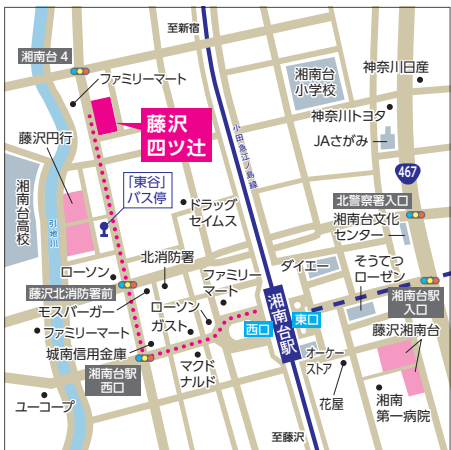 至新宿
湘南台4
ファミリーマート
藤沢
四ツ辻
湘南台
小学校
神奈川日産
神奈川トヨタ
JAさがみ
467
小田急江ノ島線
藤沢円行
湘南台高校
引地川
「東谷」
バス停
ドラッグ
セイムス
北警察署入口
湘南台文化
センター
北消防署
ローソン
ファミリー
マート
ダイエー
そうてつ
ローゼン
藤沢北消防署前
モスバーガー
ローソン
ガスト
湘南台駅
西口
東口
湘南台駅
入口
ファミリーマート
城南信用金庫
藤沢湘南台
湘南台駅
西口
マクド
ナルド
オーケー
ストア
花屋
湘南
第一病院
ユーコープ
至藤沢